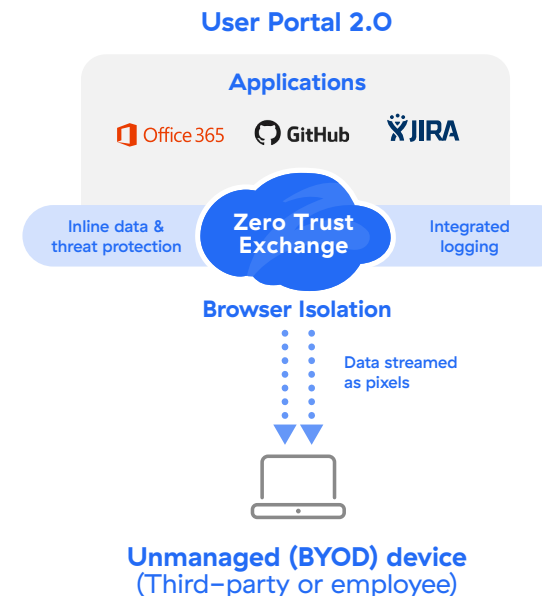 User Portal 2.0
Applications
Office 365
GitHub
JIRA
Inline data &
threat protection
Zero Trust
Exchange
Integrated
logging
Browser Isolation
Data streamed
as pixels
Unmanaged (BYOD) device
(Third-party or employee)